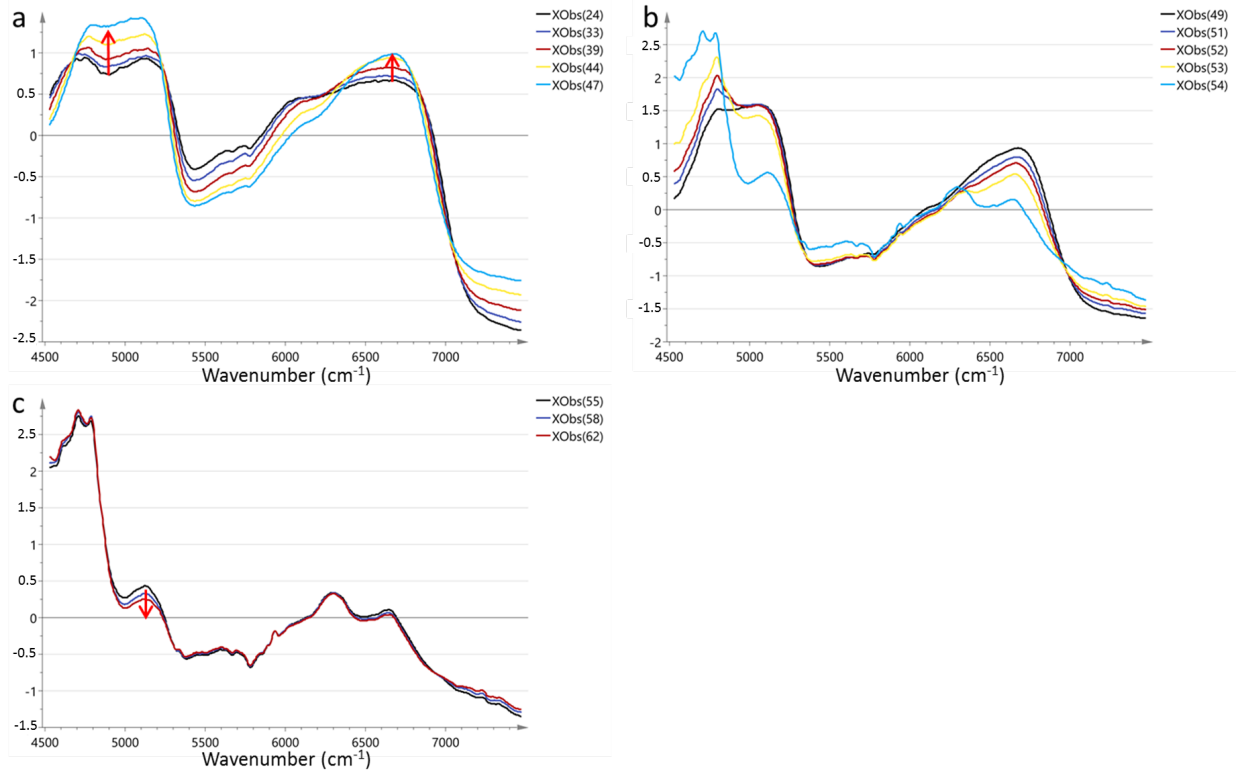 a
XObs(24)
XObs(33)
XObs(39)
XObs(44)
XObs(47)
1
0.5
0
-0.5
-1
-1.5
-2
-2.5
4500 5000 5500 6000 6500 7000
Wavenumber (cm-1)
b
XObs(49)
XObs(51)
XObs(52)
XObs(53)
XObs(54)
2.5
2
1.5
1
0.5
0
-0.5
-1
-1.5
-2
4500 5000 5500 6000 6500 7000
Wavenumber (cm-1)
c
XObs(55)
XObs(58)
XObs(62)
2.5
2
1.5
1
0.5
0
-0.5
-1
-1.5
4500 5000 5500 6000 6500 7000
Wavenumber (cm-1)